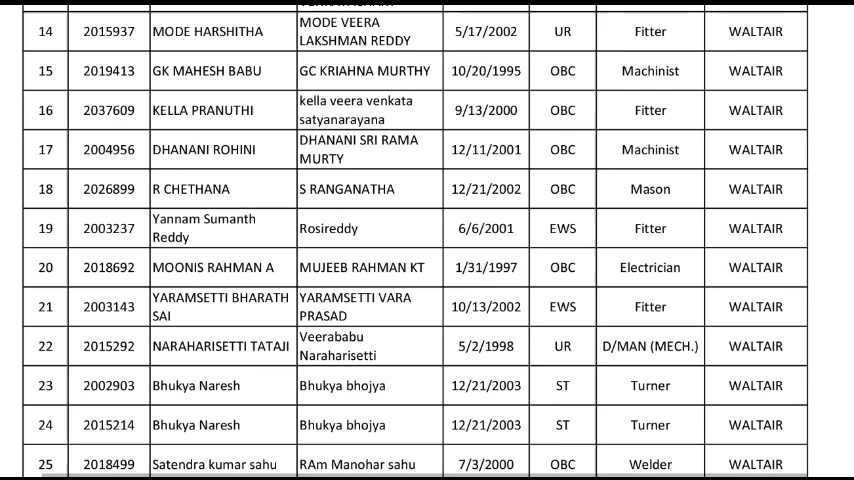 14 2015937 MODE HARSHITHA MODE VEERA LAKSHMAN REDDY 5/17/2002 UR Fitter WALTAIR
15 2019413 GK MAHESH BABU GC KRIAHNA MURTHY 10/20/1995 OBC Machinist WALTAIR
16 2037609 KELLA PRANUTHI kella veera venkata satyanarayana 9/13/2000 OBC Fitter WALTAIR
17 2004956 DHANANI ROHINI DHANANI SRI RAMA MURTY 12/11/2001 OBC Machinist WALTAIR
18 2026899 R CHETHANA S RANGANATHA 12/21/2002 OBC Mason WALTAIR
19 2003237 Yannam Sumanth Reddy Rosireddy 6/6/2001 EWS Fitter WALTAIR
20 2018692 MOONIS RAHMAN A MUJEEB RAHMAN KT 1/31/1997 OBC Electrician WALTAIR
21 2003143 YARAMSETTI BHARATH SAI YARAMSETTI VARA PRASAD 10/13/2002 EWS Fitter WALTAIR
22 2015292 NARAHARISETTI TATAJI Veerababu Naraharisetti 5/2/1998 UR D/MAN (MECH.) WALTAIR
23 2002903 Bhukya Naresh Bhukya bhojya 12/21/2003 ST Turner WALTAIR
24 2015214 Bhukya Naresh Bhukya bhojya 12/21/2003 ST Turner WALTAIR
25 2018499 Satendra kumar sahu RAm Manohar sahu 7/3/2000 OBC Welder WALTAIR